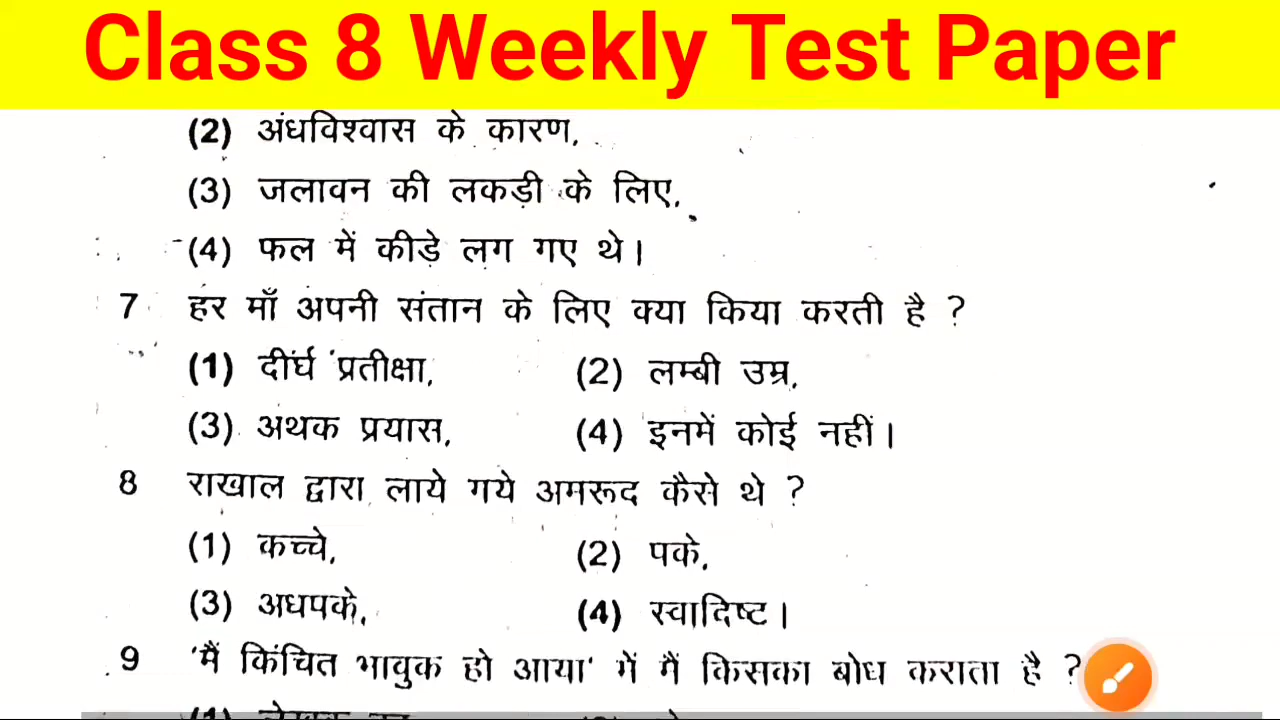 Class 8 Weekly Test Paper
(2) अंधविश्वास के कारण,
(3) जलावन की लकड़ी के लिए,
(4) फल में कीड़े लग गए थे।
7 हर माँ अपनी संतान के लिए क्या किया करती है ?
(1) दीर्घ प्रतीक्षा, (2) लम्बी उम्र,
(3) अथक प्रयास, (4) इनमें कोई नहीं।
8 राखाल द्वारा लाये गये अमरूद कैसे थे ?
(1) कच्चे, (2) पके,
(3) अधपके, (4) स्वादिष्ट।
9 'मैं किंचित भावुक हो आया' में मैं किसका बोध कराता है ?